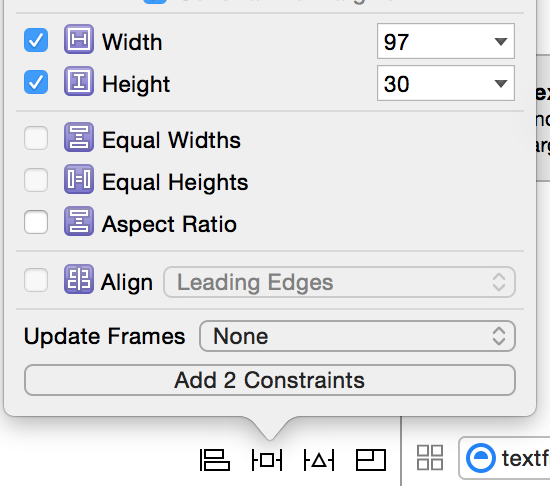 Width 97
Height 30
Equal Widths
Equal Heights
Aspect Ratio
Align Leading Edges
Update Frames None
Add 2 Constraints
textf